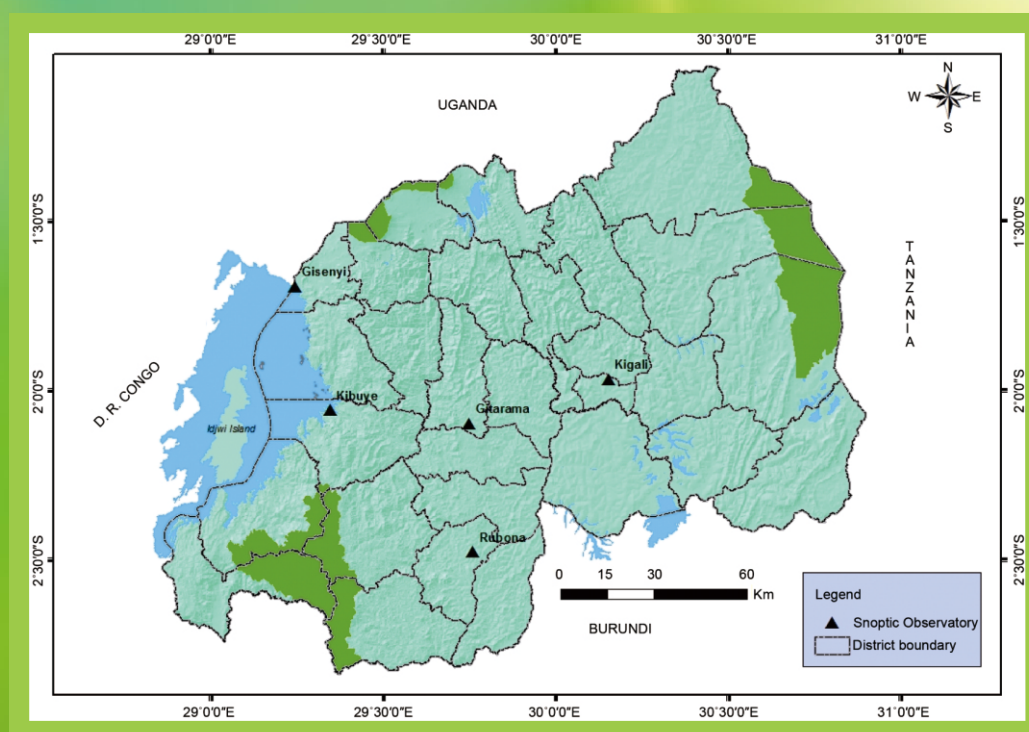 29°0'0"E 29°30'0"E 30°0'0"E 30°30'0"E 31°0'0"E
N
W E
S
UGANDA
1°30'0"S 1°30'0"S
TANZANIA
Gisenyi
Kigali
D. R. CONGO
Kibuye
2°0'0"S 2°0'0"S
Gitarama
Idjwi Island
Rubona
2°30'0"S 2°30'0"S
0 15 30 60
Km
BURUNDI
Legend
Snoptic Observatory
District boundary
29°0'0"E 29°30'0"E 30°0'0"E 30°30'0"E 31°0'0"E